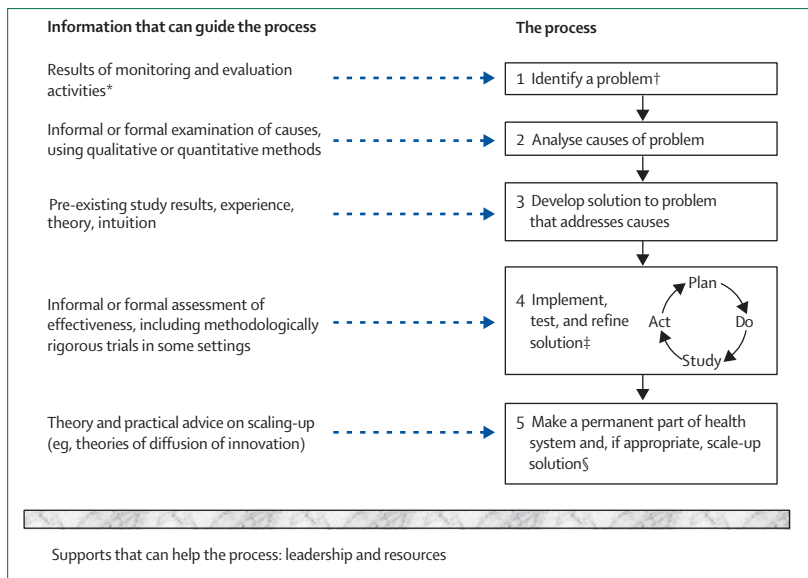 Information that can guide the process
The process
Results of monitoring and evaluation
activities*
1 Identify a problem†
Informal or formal examination of causes,
using qualitative or quantitative methods
2 Analyse causes of problem
Pre-existing study results, experience,
theory, intuition
3 Develop solution to problem
that addresses causes
Informal or formal assessment of
effectiveness, including methodologically
rigorous trials in some settings
4 Implement,
test, and refine
solution‡
Plan
Do
Study
Act
Theory and practical advice on scaling-up
(eg, theories of diffusion of innovation)
5 Make a permanent part of health
system and, if appropriate, scale-up
solution§
Supports that can help the process: leadership and resources